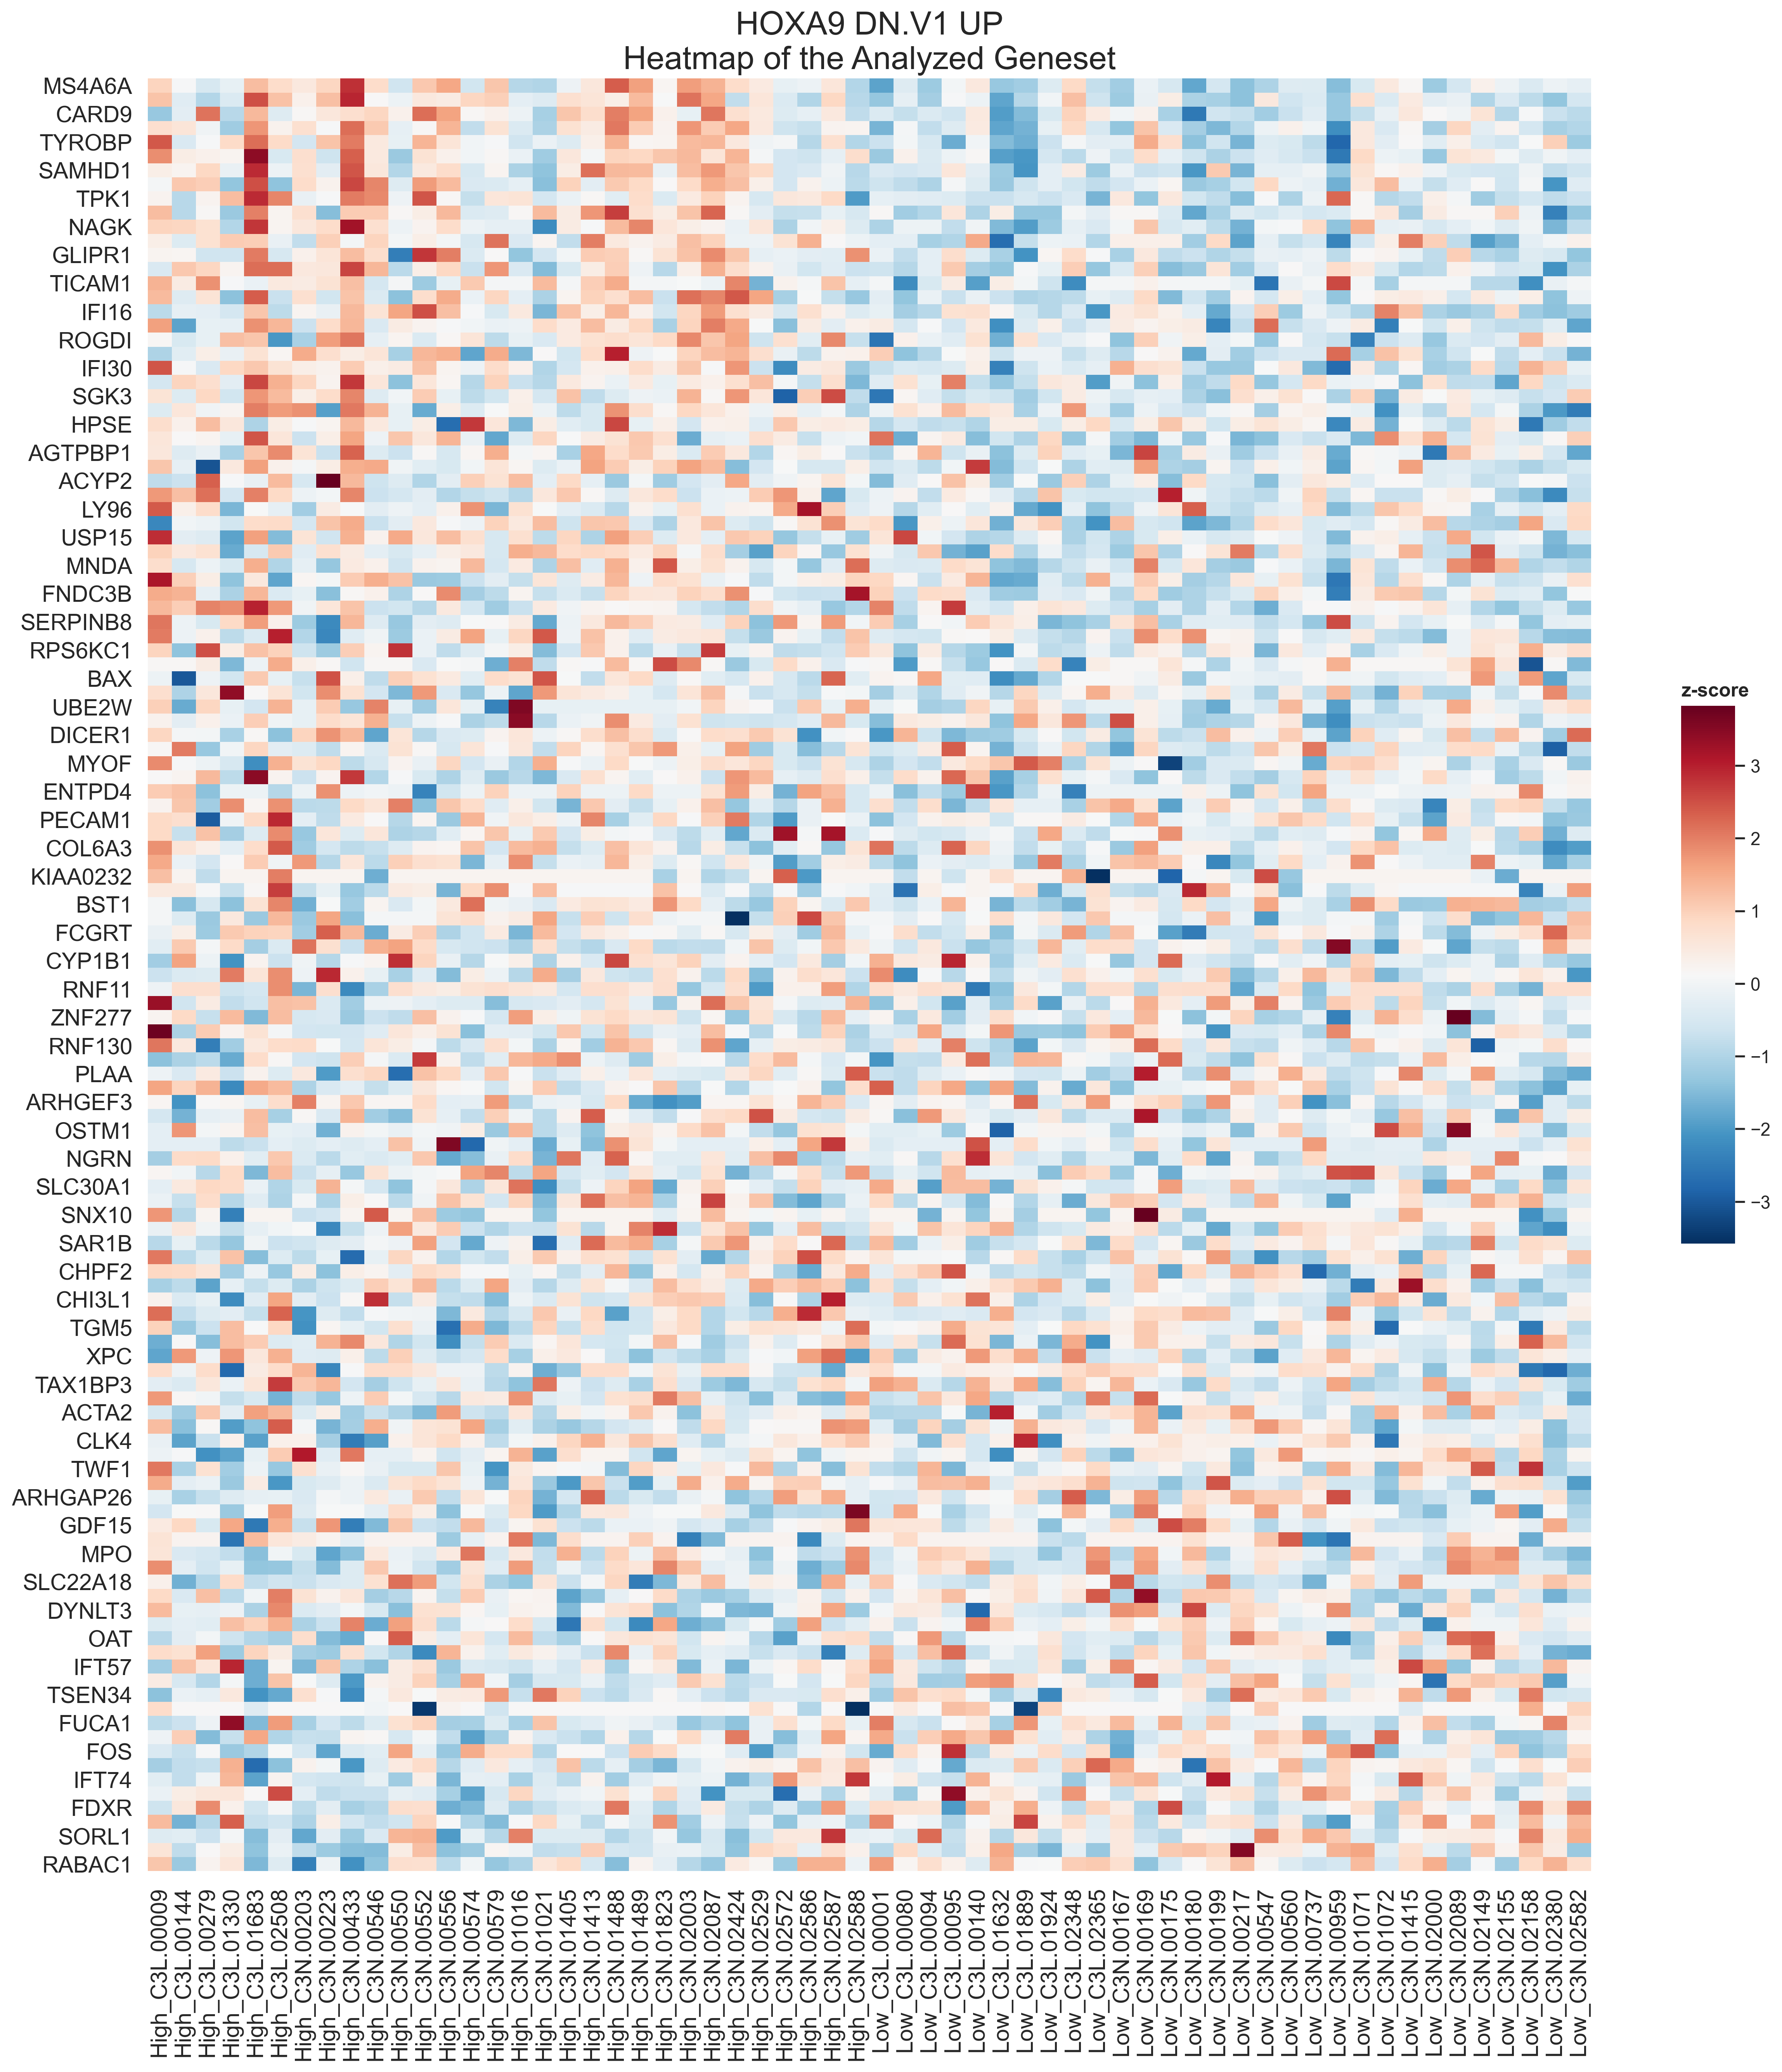 HOXA9 DN.V1 UP
Heatmap of the Analyzed Geneset
MS4A6A
CARD9
TYROBP
SAMHD1
TPK1
NAGK
GLIPR1
TICAM1
IFI16
ROGDI
IFI30
SGK3
HPSE
AGTPBP1
ACYP2
LY96
USP15
MNDA
FNDC3B
SERPINB8
RPS6KC1
BAX
UBE2W
DICER1
MYOF
ENTPD4
PECAM1
COL6A3
KIAA0232
BST1
FCGRT
CYP1B1
RNF11
ZNF277
RNF130
PLAA
ARHGEF3
OSTM1
NGRN
SLC30A1
SNX10
SAR1B
CHPF2
CHI3L1
TGM5
XPC
TAX1BP3
ACTA2
CLK4
TWF1
ARHGAP26
GDF15
MPO
SLC22A18
DYNLT3
OAT
IFT57
TSEN34
FUCA1
FOS
IFT74
FDXR
SORL1
RABAC1
High_C3L.00009
High_C3L.00144
High_C3L.00279
High_C3L.01330
High_C3L.01683
High_C3L.02508
High_C3N.00203
High_C3N.00223
High_C3N.00433
High_C3N.00546
High_C3N.00550
High_C3N.00552
High_C3N.00556
High_C3N.00574
High_C3N.00579
High_C3N.01016
High_C3N.01021
High_C3N.01405
High_C3N.01413
High_C3N.01488
High_C3N.01489
High_C3N.01823
High_C3N.02003
High_C3N.02087
High_C3N.02424
High_C3N.02529
High_C3N.02572
High_C3N.02586
High_C3N.02587
High_C3N.02588
Low_C3L.00001
Low_C3L.00080
Low_C3L.00094
Low_C3L.00095
Low_C3L.00140
Low_C3L.01632
Low_C3L.01889
Low_C3L.01924
Low_C3L.02348
Low_C3L.02365
Low_C3N.00167
Low_C3N.00169
Low_C3N.00175
Low_C3N.00180
Low_C3N.00199
Low_C3N.00217
Low_C3N.00547
Low_C3N.00560
Low_C3N.00737
Low_C3N.00959
Low_C3N.01071
Low_C3N.01072
Low_C3N.01415
Low_C3N.02000
Low_C3N.02089
Low_C3N.02149
Low_C3N.02155
Low_C3N.02158
Low_C3N.02380
Low_C3N.02582
z-score
3
2
1
0
−1
−2
−3